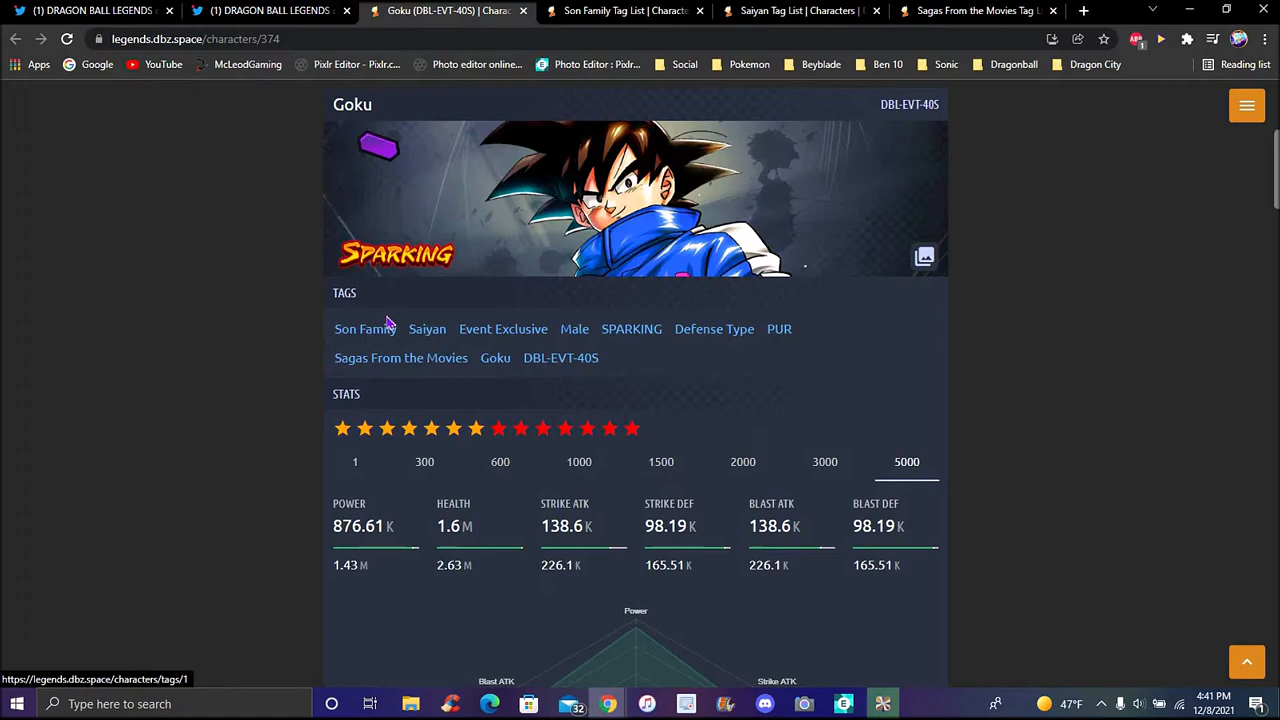 (1) DRAGON BALL LEGENDS
(1) DRAGON BALL LEGENDS
Goku (DBL-EVT-40S) | Charac
Son Family Tag List | Characte
Saiyan Tag List | Characters |
Sagas From the Movies Tag L
legends.dbz.space/characters/374
Apps
Google
YouTube
McLeodGaming
Pixlr Editor - Pixlr.c...
Photo editor online...
Photo Editor : Pixlr...
Social
Pokemon
Beyblade
Ben 10
Sonic
Dragonball
Dragon City
Reading list
Goku
DBL-EVT-40S
SPARKING
TAGS
Son Family Saiyan Event Exclusive Male SPARKING Defense Type PUR
Sagas From the Movies Goku DBL-EVT-40S
STATS
1 300 600 1000 1500 2000 3000 5000
POWER HEALTH STRIKE ATK STRIKE DEF BLAST ATK BLAST DEF
876.61 K 1.6 M 138.6 K 98.19 K 138.6 K 98.19 K
1.43 M 2.63 M 226.1 K 165.51 K 226.1 K 165.51 K
Power
Blast ATK
Strike ATK
https://legends.dbz.space/characters/tags/1
Type here to search
32
47°F
4:41 PM
12/8/2021